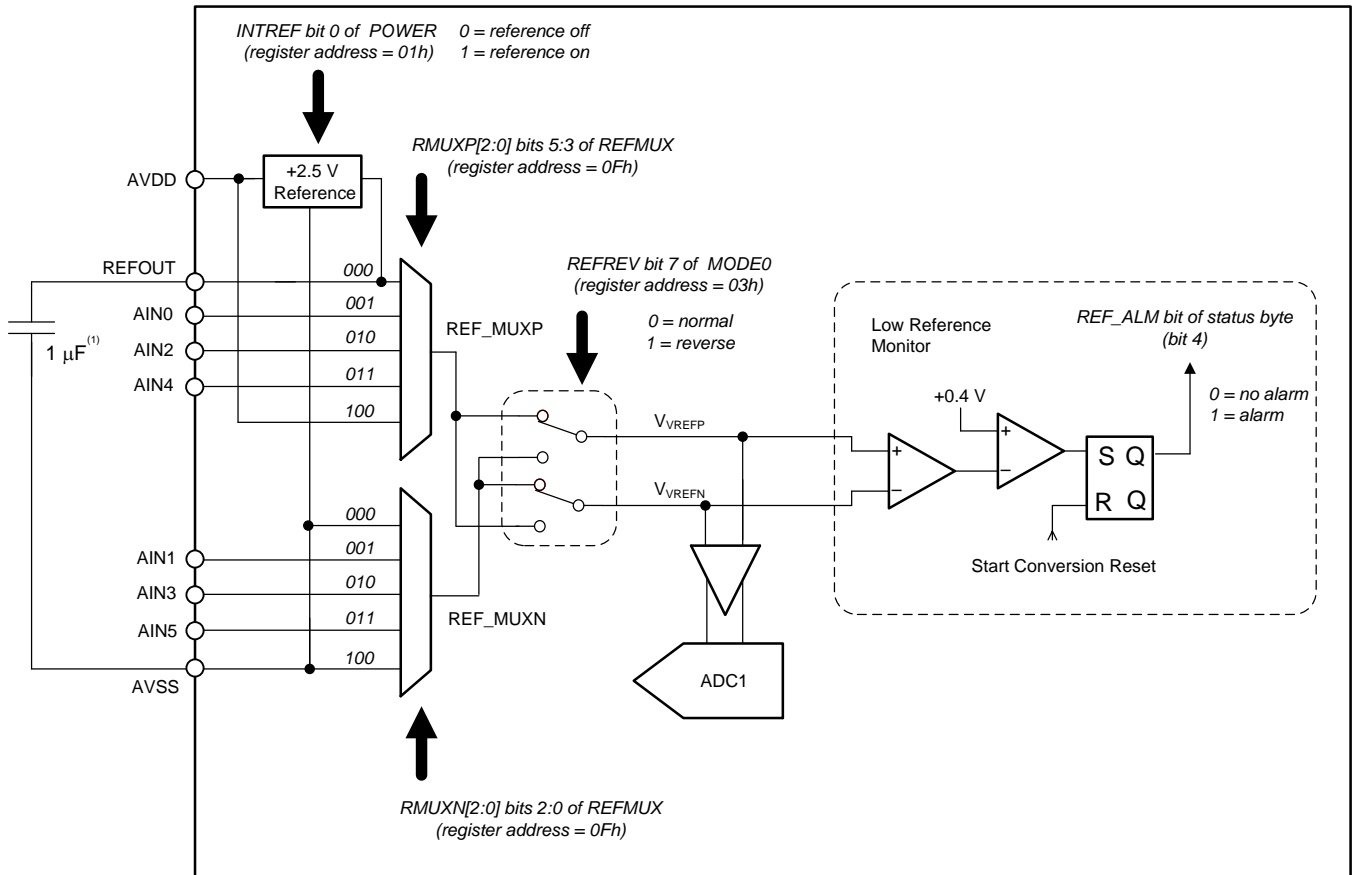 INTREF bit 0 of POWER
(register address = 01h)
0 = reference off
1 = reference on
RMUXP[2:0] bits 5:3 of REFMUX
(register address = 0Fh)
AVDD
+2.5 V
Reference
REFOUT
000
AIN0
001
AIN2
010
AIN4
011
100
REF_MUXP
1 μF(1)
REFREV bit 7 of MODE0
(register address = 03h)
0 = normal
1 = reverse
Low Reference
Monitor
REF_ALM bit of status byte
(bit 4)
0 = no alarm
1 = alarm
+0.4 V
VVREFP
VVREFN
+
−
+
−
S Q
R Q
Start Conversion Reset
000
AIN1
001
AIN3
010
AIN5
011
100
AVSS
REF_MUXN
ADC1
RMUXN[2:0] bits 2:0 of REFMUX
(register address = 0Fh)